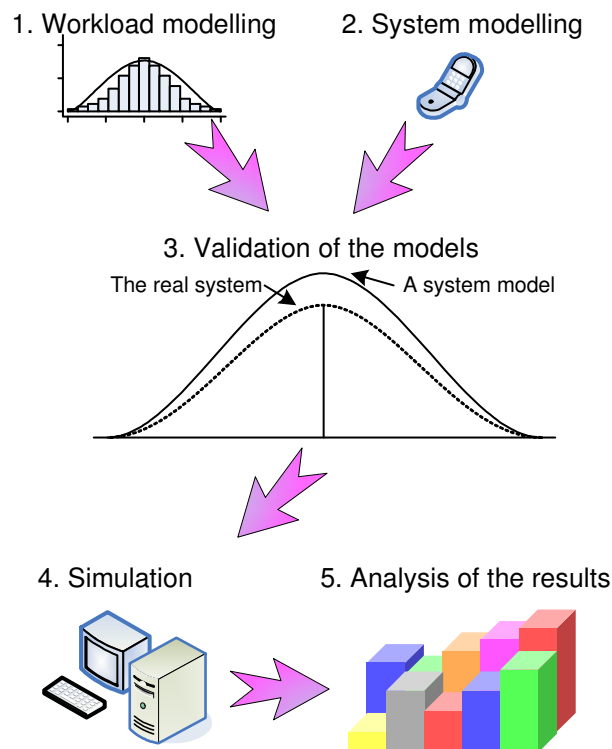 1. Workload modelling
2. System modelling
3. Validation of the models
The real system
A system model
4. Simulation
5. Analysis of the results